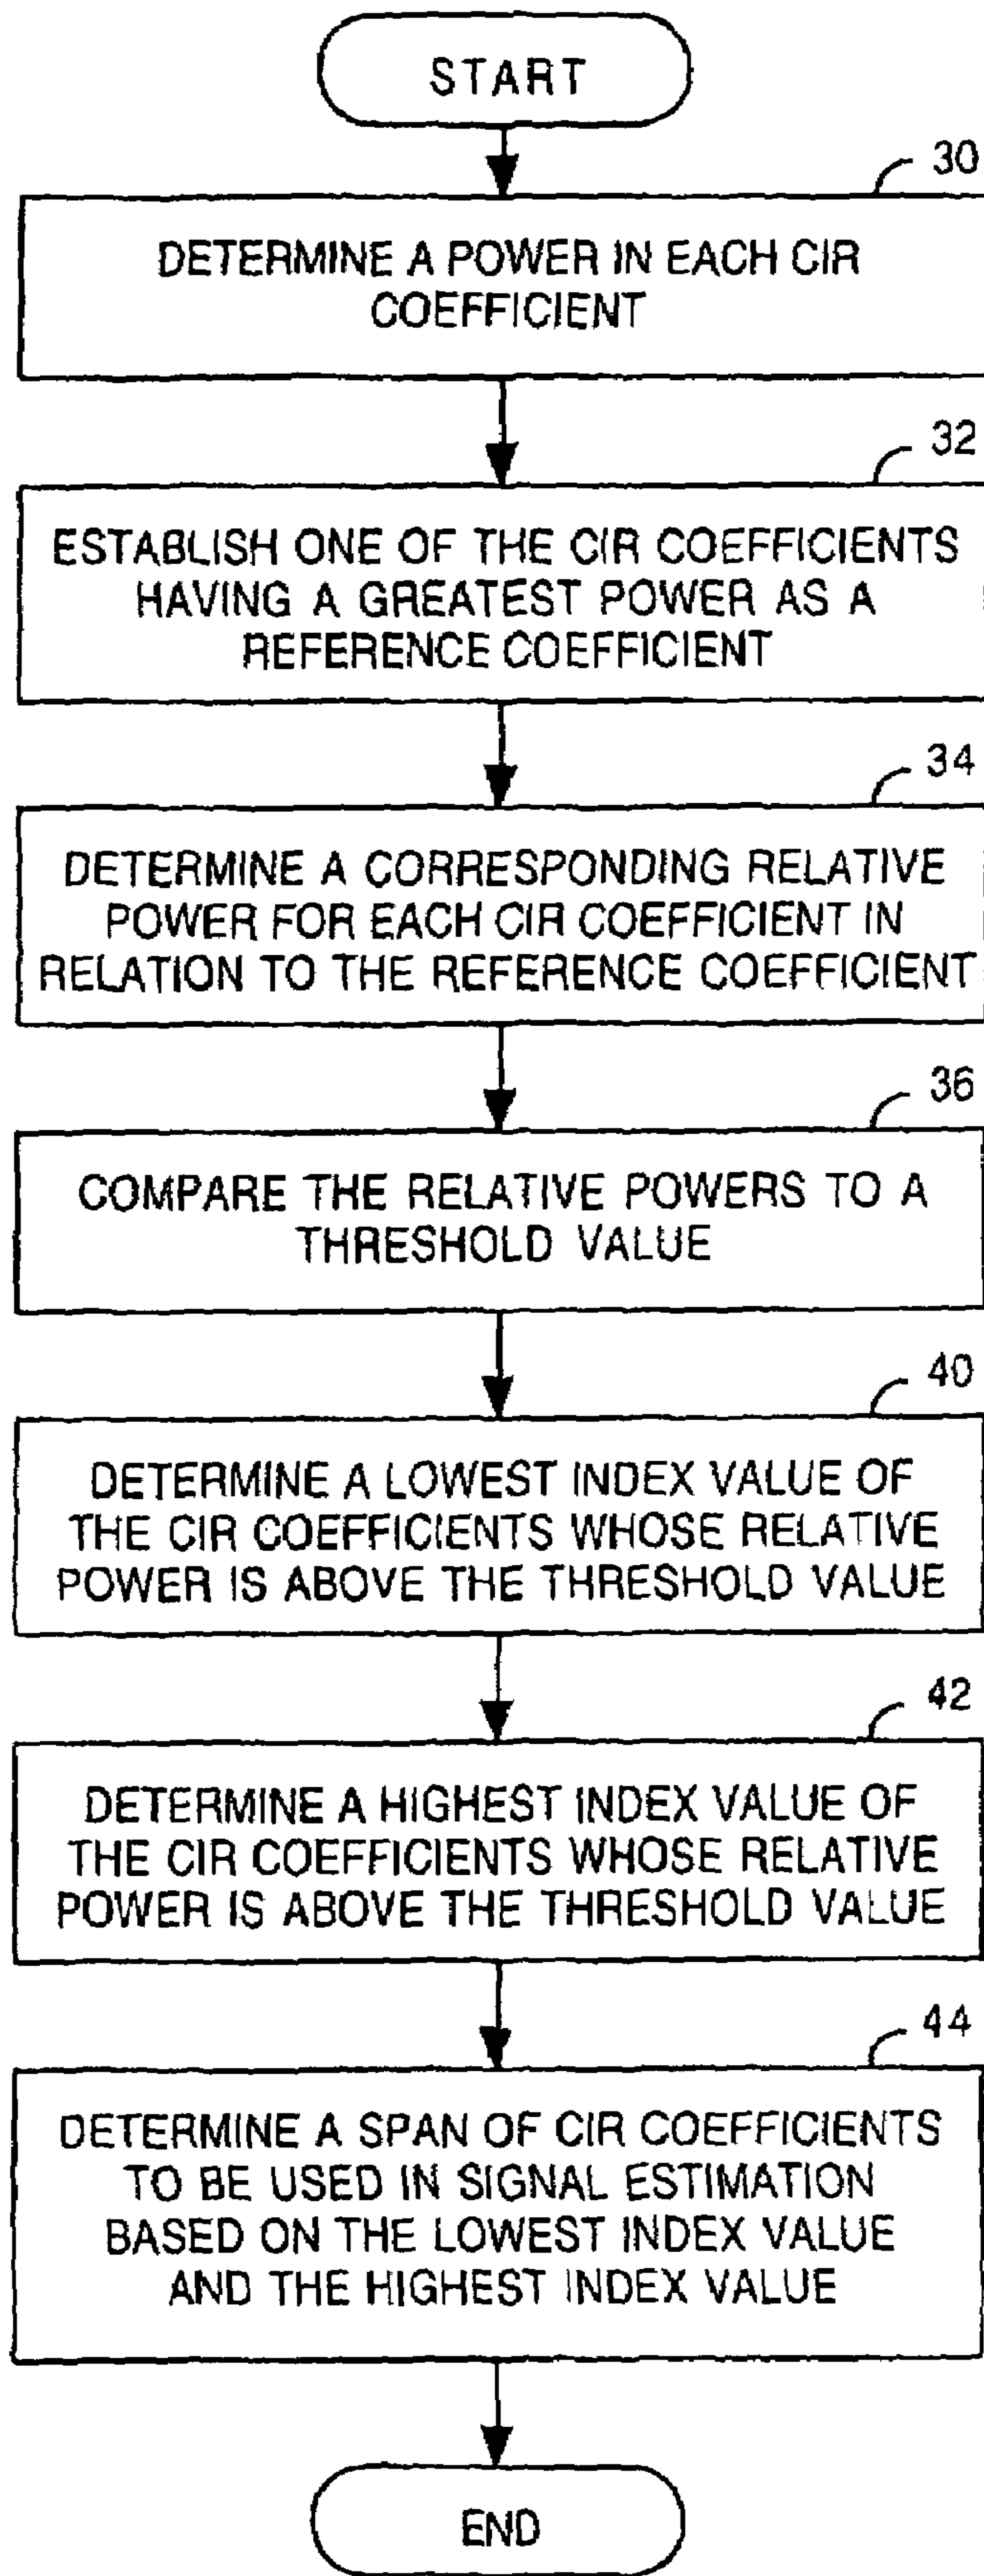 START
30
DETERMINE A POWER IN EACH CIR
COEFFICIENT
32
ESTABLISH ONE OF THE CIR COEFFICIENTS
HAVING A GREATEST POWER AS A
REFERENCE COEFFICIENT
34
DETERMINE A CORRESPONDING RELATIVE
POWER FOR EACH CIR COEFFICIENT IN
RELATION TO THE REFERENCE COEFFICIENT
36
COMPARE THE RELATIVE POWERS TO A
THRESHOLD VALUE
40
DETERMINE A LOWEST INDEX VALUE OF
THE CIR COEFFICIENTS WHOSE RELATIVE
POWER IS ABOVE THE THRESHOLD VALUE
42
DETERMINE A HIGHEST INDEX VALUE OF
THE CIR COEFFICIENTS WHOSE RELATIVE
POWER IS ABOVE THE THRESHOLD VALUE
44
DETERMINE A SPAN OF CIR COEFFICIENTS
TO BE USED IN SIGNAL ESTIMATION
BASED ON THE LOWEST INDEX VALUE
AND THE HIGHEST INDEX VALUE
END